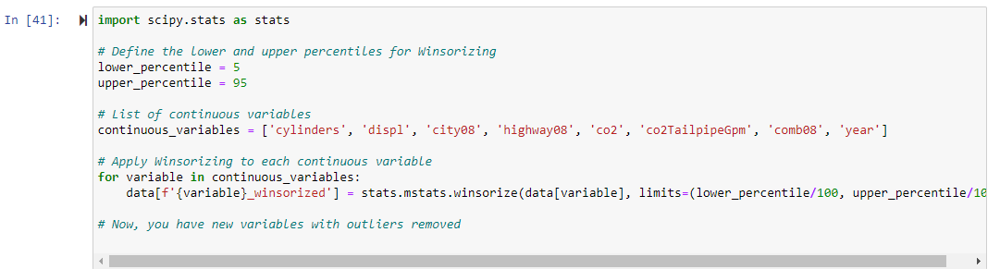 In [41]:
import scipy.stats as stats
# Define the lower and upper percentiles for Winsorizing
lower_percentile = 5
upper_percentile = 95
# List of continuous variables
continuous_variables = ['cylinders', 'displ', 'city08', 'highway08', 'co2', 'co2TailpipeGpm', 'comb08', 'year']
# Apply Winsorizing to each continuous variable
for variable in continuous_variables:
    data[f'{variable}_winsorized'] = stats.mstats.winsorize(data[variable], limits=(lower_percentile/100, upper_percentile/10
# Now, you have new variables with outliers removed